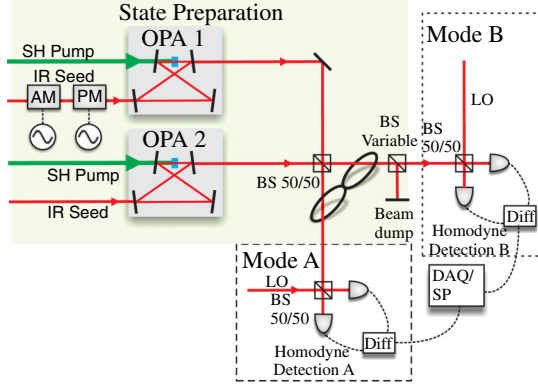 State Preparation
SH Pump
OPA 1
IR Seed
AM
PM
OPA 2
SH Pump
IR Seed
BS 50/50
BS
Variable
Beam
dump
Mode B
LO
BS
50/50
Diff
Homodyne
Detection B
DAQ/
SP
Mode A
LO
BS
50/50
Diff
Homodyne
Detection A